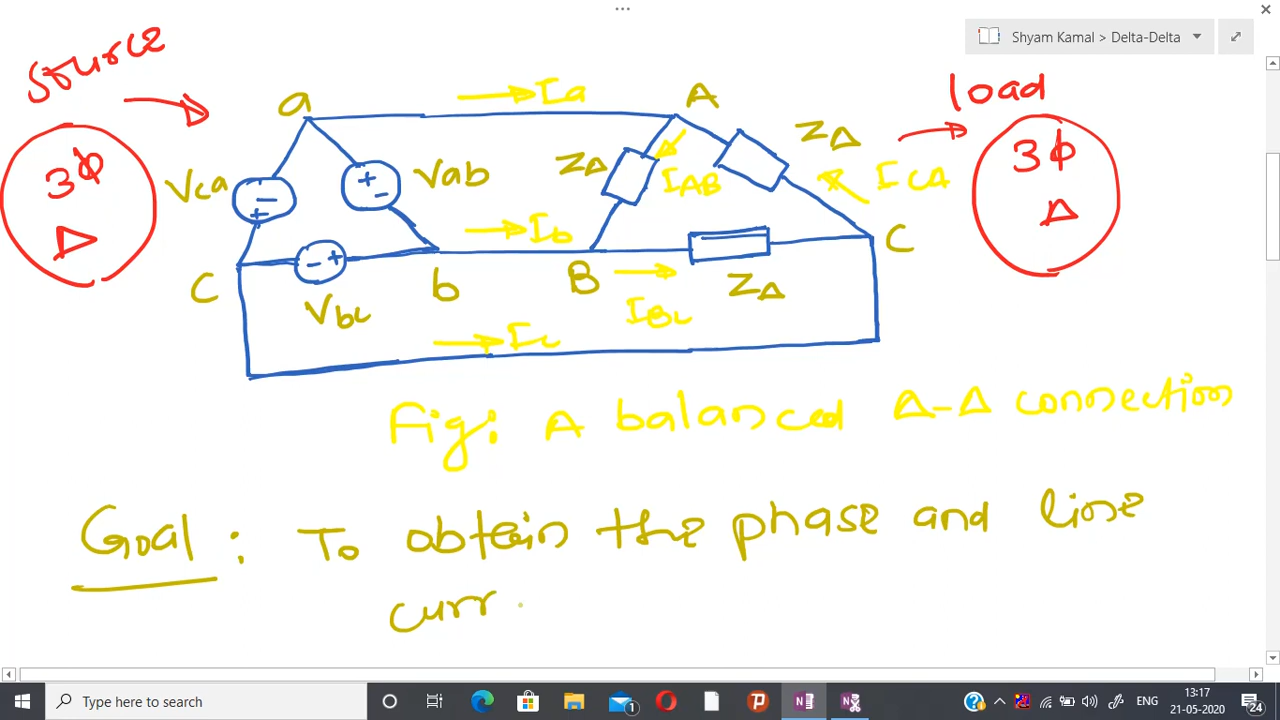 Shyam Kamal > Delta-Delta
Source
load
a
Ia
A
3ϕ
Δ
Vca
Vab
ZΔ
IAB
ZΔ
ICA
3ϕ
Δ
Ib
C
b
B
C
Vbc
IBC
ZΔ
Ic
Fig: A balanced Δ-Δ connection
Goal: To obtain the phase and line
curr
Type here to search
1
ENG
13:17
21-05-2020
24